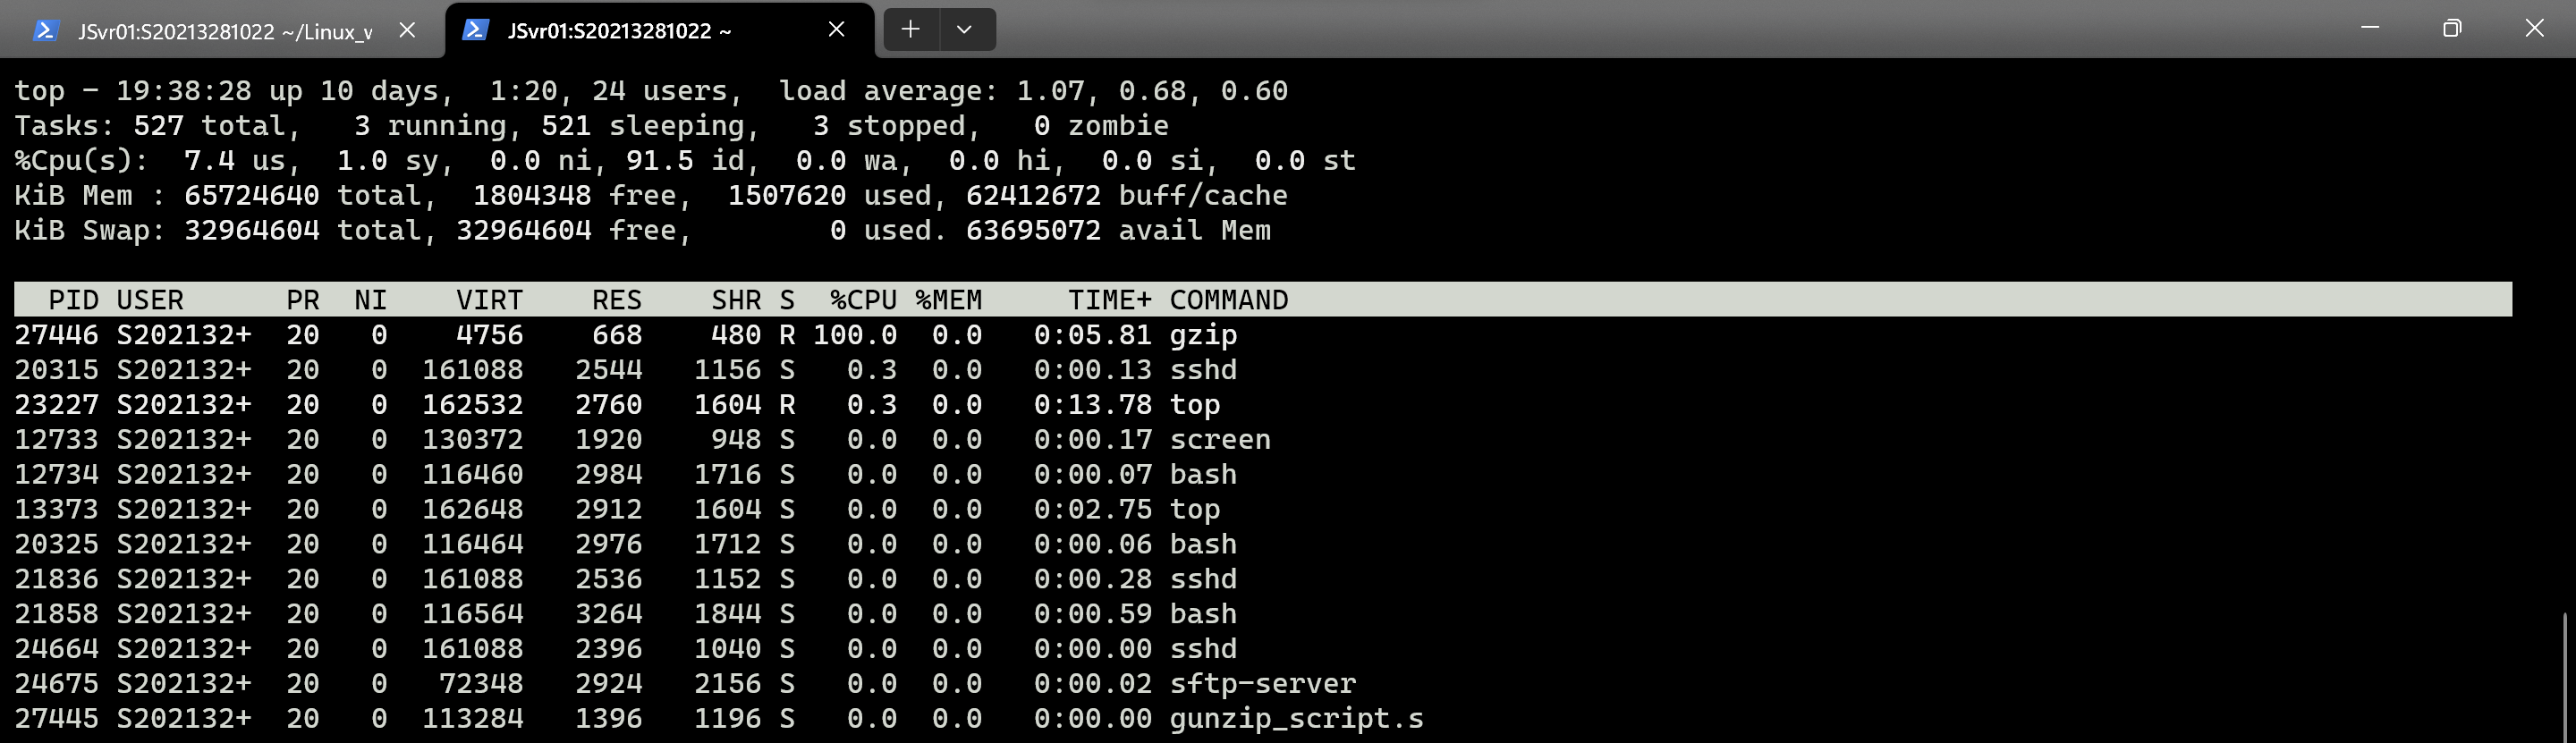 JSvr01:S20213281022 ~/Linux_v
JSvr01:S20213281022 ~
top - 19:38:28 up 10 days,  1:20, 24 users,  load average: 1.07, 0.68, 0.60
Tasks: 527 total,   3 running, 521 sleeping,   3 stopped,   0 zombie
%Cpu(s):  7.4 us,  1.0 sy,  0.0 ni, 91.5 id,  0.0 wa,  0.0 hi,  0.0 si,  0.0 st
KiB Mem : 65724640 total,  1804348 free,  1507620 used, 62412672 buff/cache
KiB Swap: 32964604 total, 32964604 free,        0 used. 63695072 avail Mem
  PID USER      PR  NI    VIRT    RES    SHR S  %CPU %MEM     TIME+ COMMAND
27446 S202132+  20   0    4756    668    480 R 100.0  0.0   0:05.81 gzip
20315 S202132+  20   0  161088   2544   1156 S   0.3  0.0   0:00.13 sshd
23227 S202132+  20   0  162532   2760   1604 R   0.3  0.0   0:13.78 top
12733 S202132+  20   0  130372   1920    948 S   0.0  0.0   0:00.17 screen
12734 S202132+  20   0  116460   2984   1716 S   0.0  0.0   0:00.07 bash
13373 S202132+  20   0  162648   2912   1604 S   0.0  0.0   0:02.75 top
20325 S202132+  20   0  116464   2976   1712 S   0.0  0.0   0:00.06 bash
21836 S202132+  20   0  161088   2536   1152 S   0.0  0.0   0:00.28 sshd
21858 S202132+  20   0  116564   3264   1844 S   0.0  0.0   0:00.59 bash
24664 S202132+  20   0  161088   2396   1040 S   0.0  0.0   0:00.00 sshd
24675 S202132+  20   0   72348   2924   2156 S   0.0  0.0   0:00.02 sftp-server
27445 S202132+  20   0  113284   1396   1196 S   0.0  0.0   0:00.00 gunzip_script.s